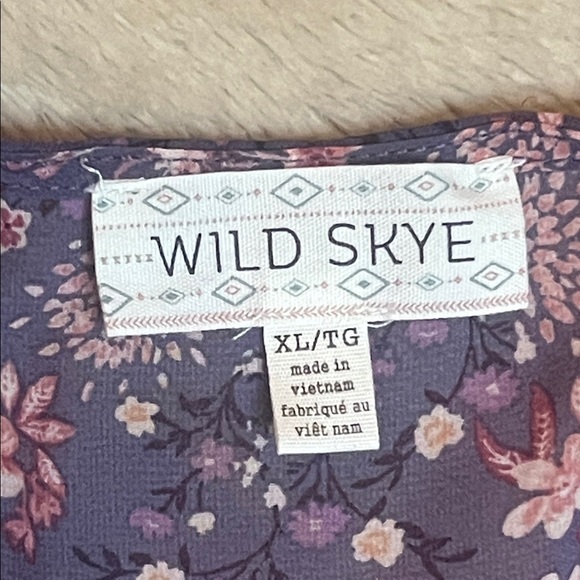 WILD SKYE
XL/TG
made in
vietnam
fabriqué au
viêt nam